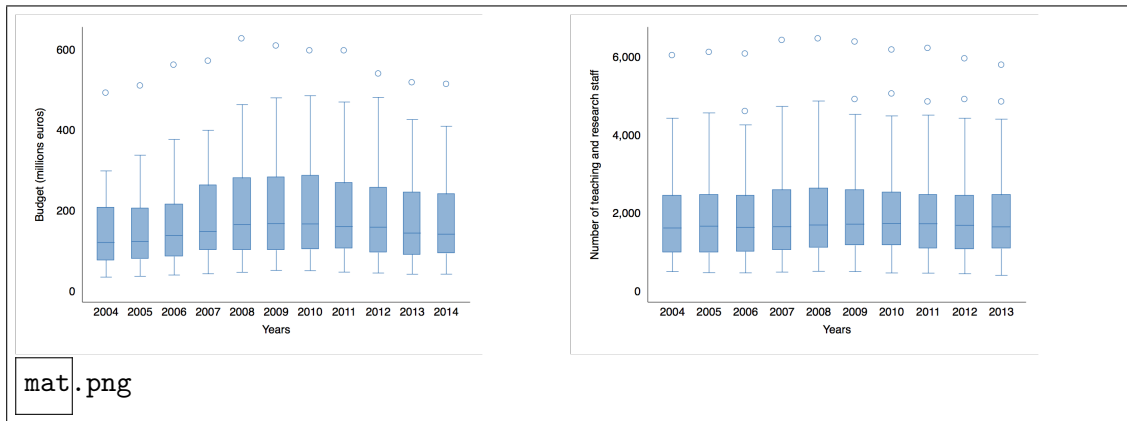 600
400
200
0
Budget (millions euros)
2004 2005 2006 2007 2008 2009 2010 2011 2012 2013 2014
Years
6,000
4,000
2,000
0
Number of teaching and research staff
2004 2005 2006 2007 2008 2009 2010 2011 2012 2013
Years
mat.png